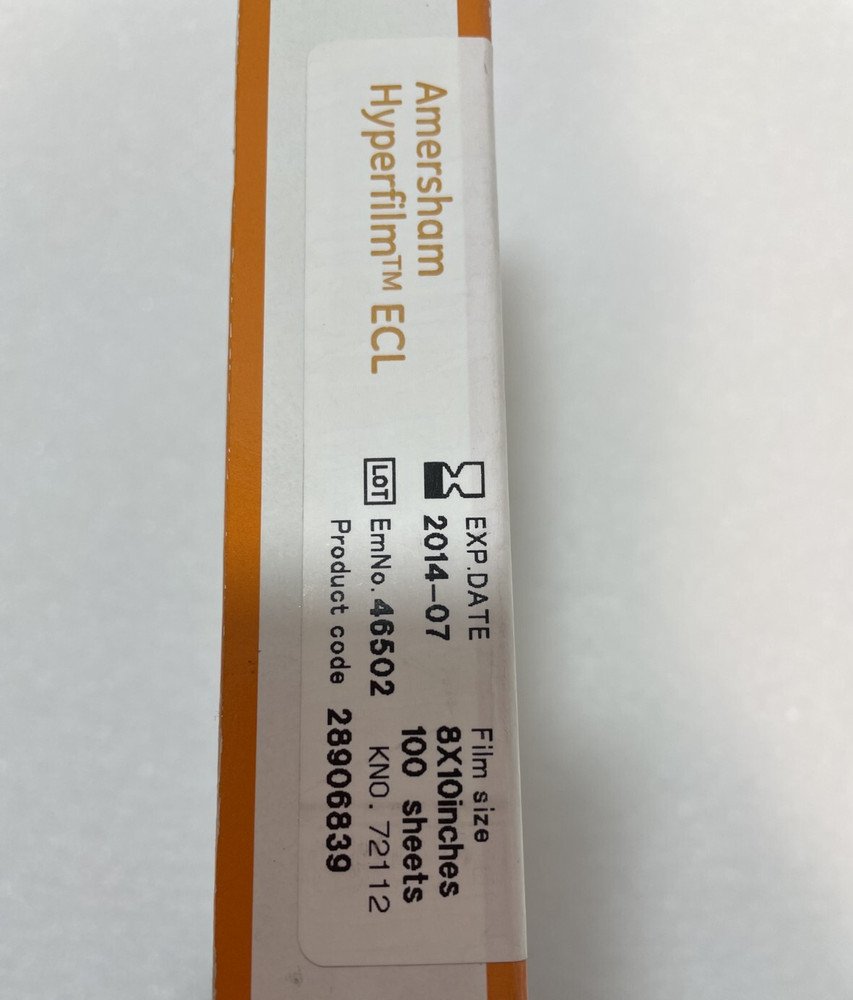 Amersham
Hyperfilm™ ECL
EXP.DATE
2014-07
LOT EmNo. 46502
Product code 28906839
Film size
8X10inches
100 sheets
KNO. 72112